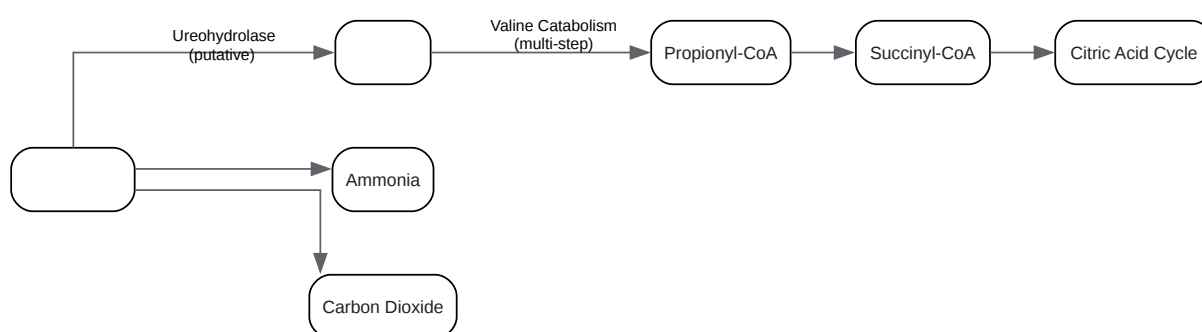 Ureohydrolase
(putative)
Valine Catabolism
(multi-step)
Propionyl-CoA
Succinyl-CoA
Citric Acid Cycle
Ammonia
Carbon Dioxide